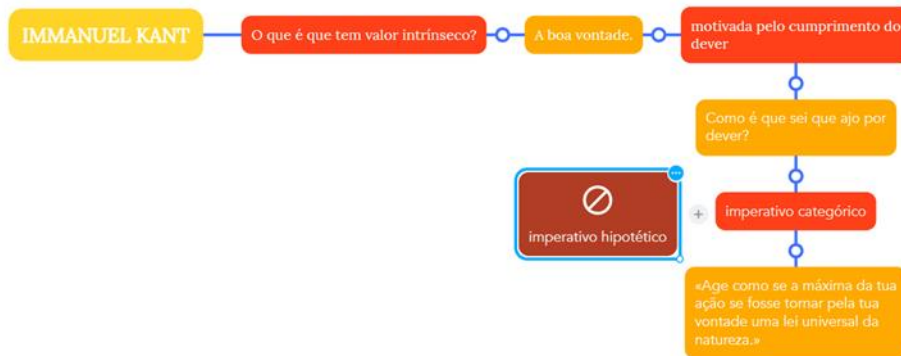 IMMANUEL KANT
O que é que tem valor intrínseco?
A boa vontade.
motivada pelo cumprimento do
dever
Como é que sei que ajo por
dever?
imperativo hipotético
imperativo categórico
«Age como se a máxima da tua
ação se fosse tornar pela tua
vontade uma lei universal da
natureza.»